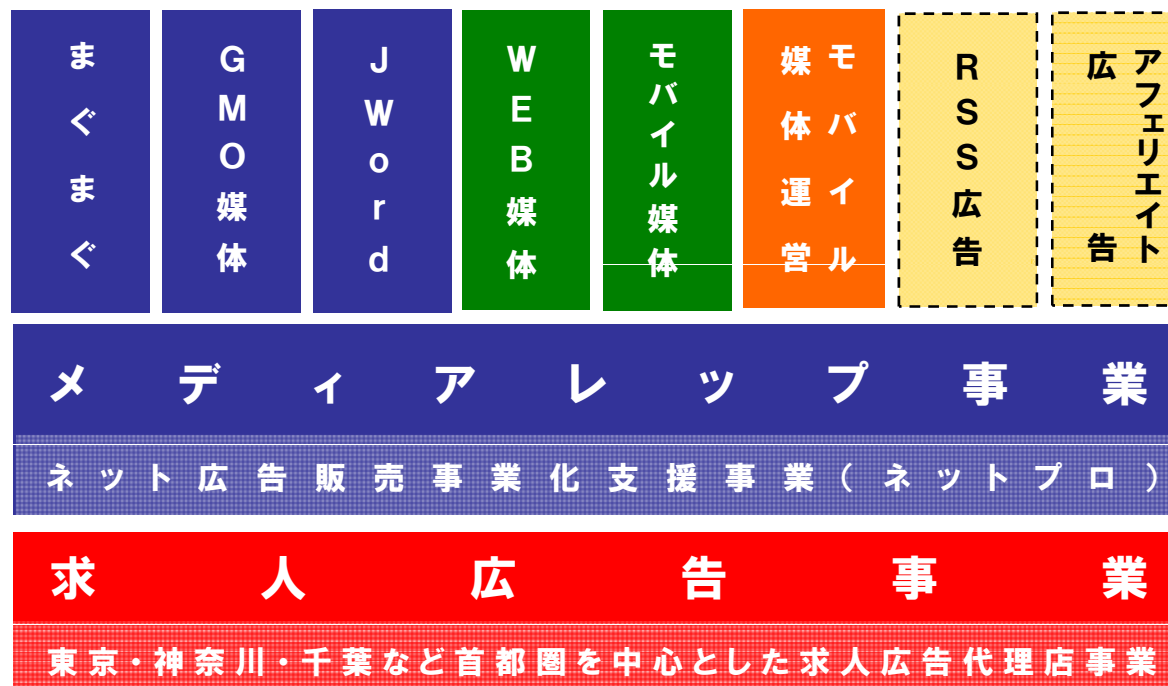 まぐまぐ
GMO媒体
JWord
WEB媒体
モバイル媒体
モバイル
媒体運営
RSS広告
アフェリエイト
広告
メディアレップ事業
ネット広告販売事業化支援事業(ネットプロ)
求人広告事業
東京・神奈川・千葉など首都圏を中心とした求人広告代理店事業